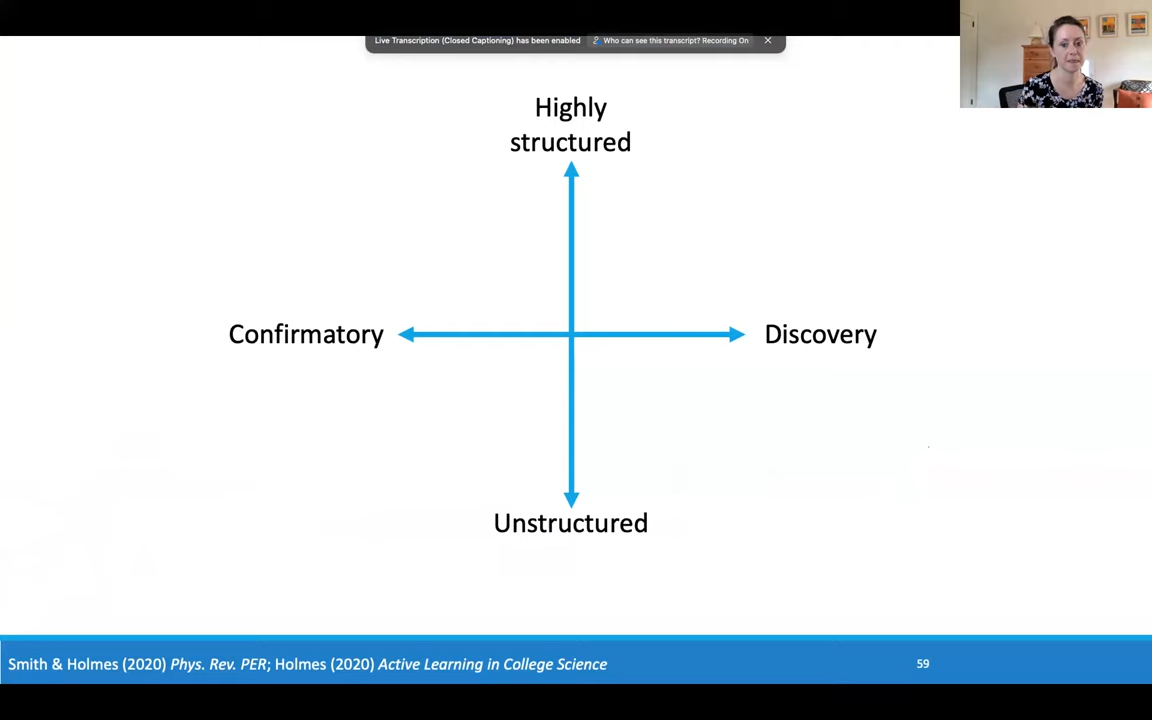 Live Transcription (Closed Captioning) has been enabled Who can see this transcript? Recording On
Highly
structured
Confirmatory
Discovery
Unstructured
Smith & Holmes (2020) Phys. Rev. PER; Holmes (2020) Active Learning in College Science
59